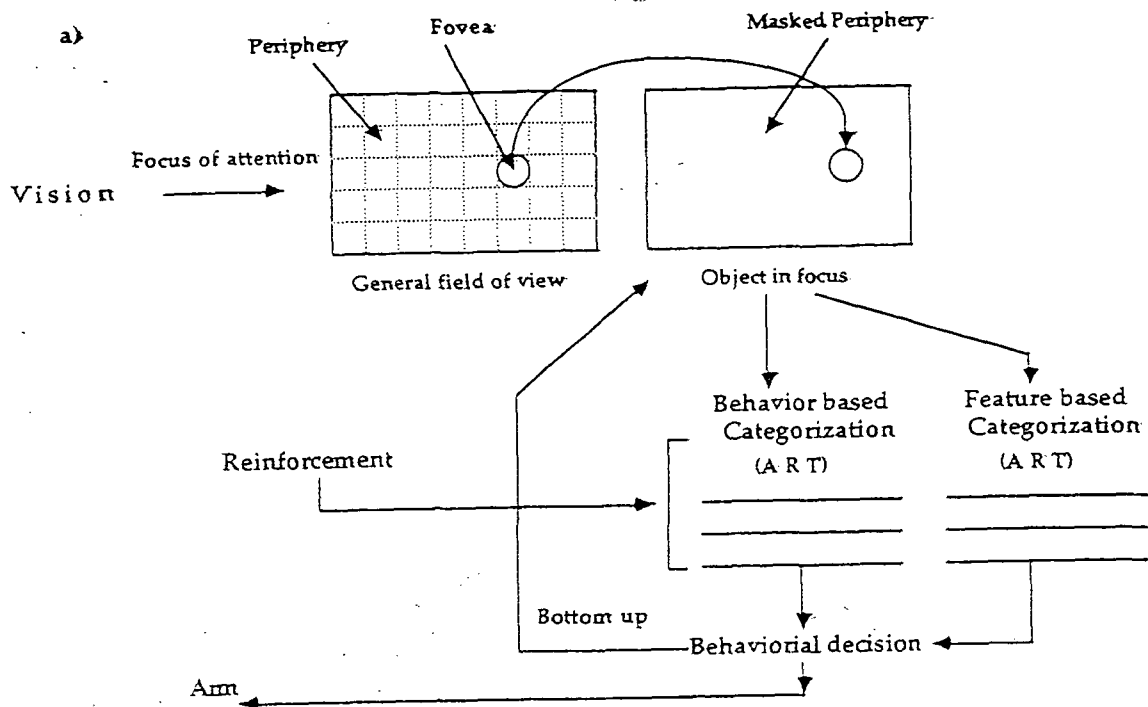 a)
Periphery
Fovea
Masked Periphery
Focus of attention
Vision
General field of view
Object in focus
Behavior based
Categorization
(A R T)
Feature based
Categorization
(A R T)
Reinforcement
Bottom up
Behaviorial decision
Arm